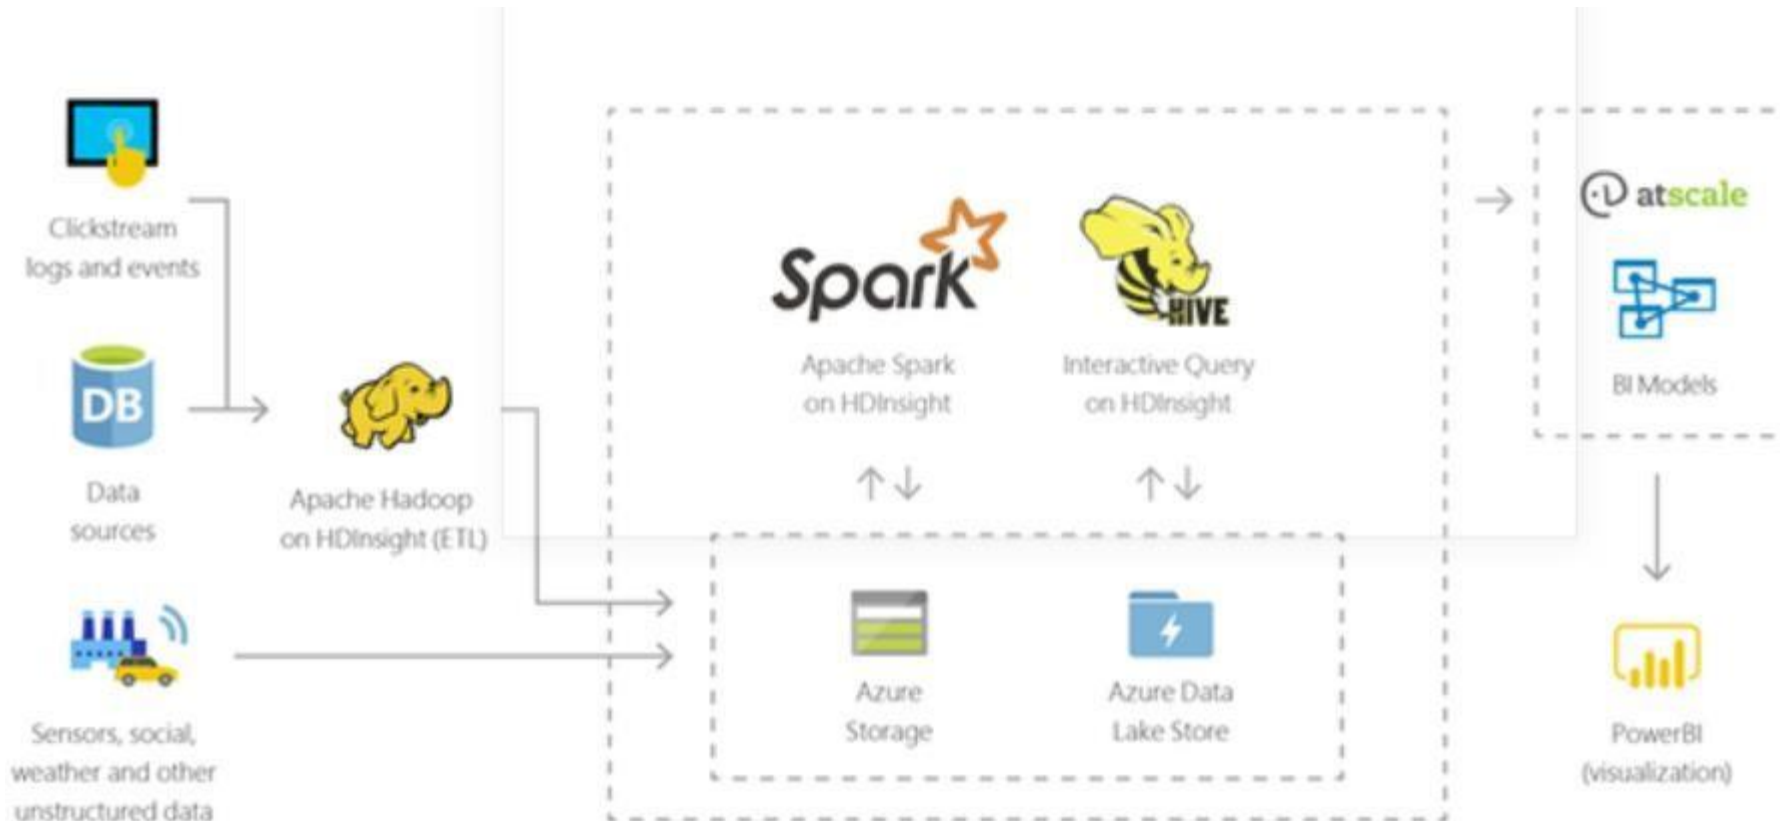 Clickstream
logs and events
DB
Data
sources
Sensors, social,
weather and other
unstructured data
Apache Hadoop
on HDInsight (ETL)
Spark
Apache Spark
on HDInsight
HIVE
Interactive Query
on HDInsight
Azure
Storage
Azure Data
Lake Store
atscale
BI Models
PowerBI
(visualization)